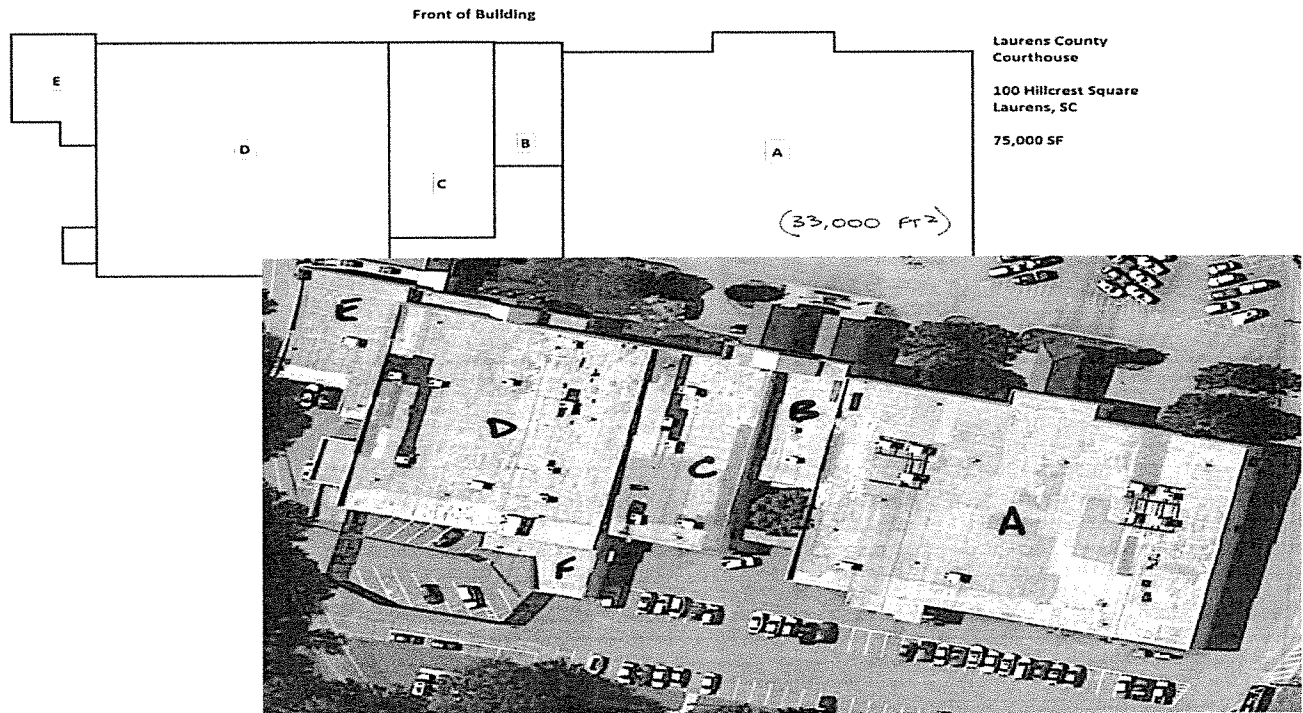 Front of Building
Laurens County
Courthouse
100 Hillcrest Square
Laurens, SC
75,000 SF
E
D
C
B
A
(33,000 FT²)
E
D
C
B
A
F